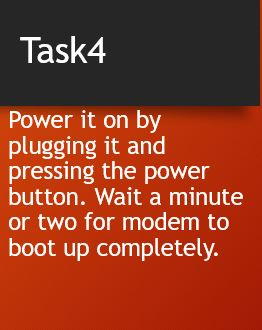 Task4
Power it on by
plugging it and
pressing the power
button. Wait a minute
or two for modem to
boot up completely.